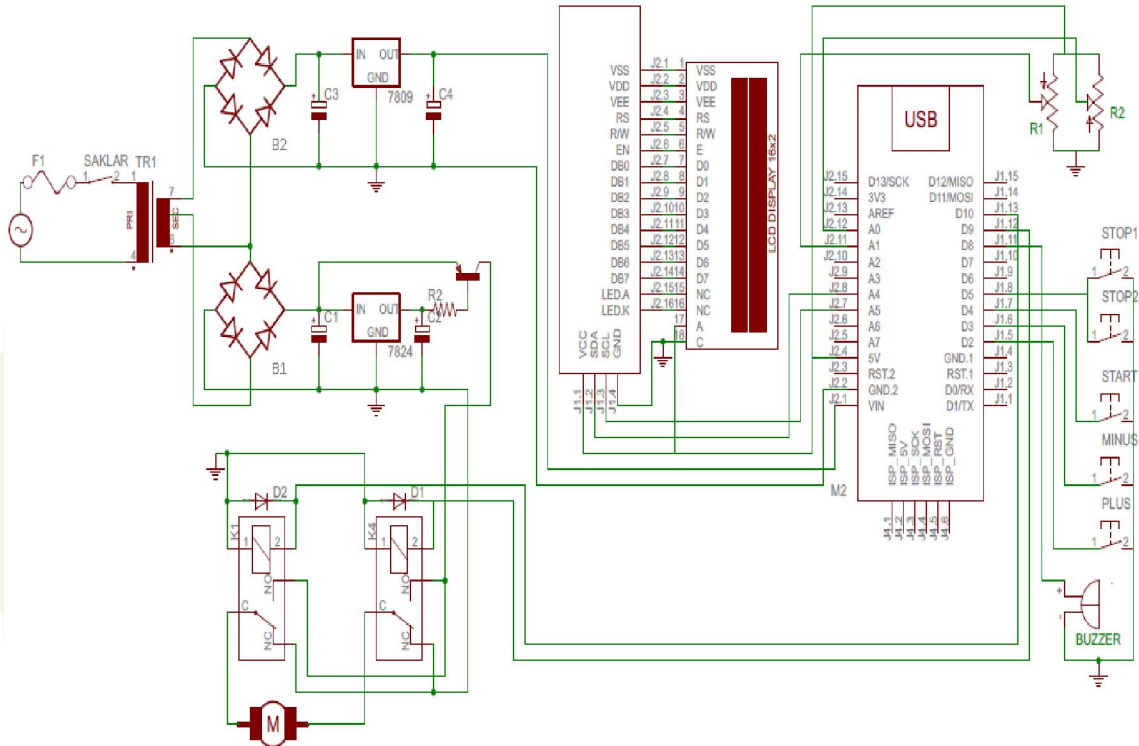 F1
SAKLAR
TR1
1
2
1
4
7
6
PRI
SEC
B2
C3
+
IN
OUT
GND
7809
C4
+
B1
C1
+
IN
OUT
GND
7824
C2
+
R2
D2
D1
K1
1
2
NO
C
NC
K4
1
2
NO
C
NC
M
VSS
VDD
VEE
RS
R/W
EN
DB0
DB1
DB2
DB3
DB4
DB5
DB6
DB7
LED.A
LED.K
VCC
SDA
SCL
GND
J1.1
J1.2
J1.3
J1.4
J2.1
J2.2
J2.3
J2.4
J2.5
J2.6
J2.7
J2.8
J2.9
J2.10
J2.11
J2.12
J2.13
J2.14
J2.15
J2.16
1
2
3
4
5
6
7
8
9
10
11
12
13
14
15
16
17
18
VSS
VDD
VEE
RS
R/W
E
D0
D1
D2
D3
D4
D5
D6
D7
NC
NC
A
C
LCD DISPLAY 16x2
USB
J2.15 D13/SCK D12/MISO J1.15
J2.14 3V3 D11/MOSI J1.14
J2.13 AREF D10 J1.13
J2.12 A0 D9 J1.12
J2.11 A1 D8 J1.11
J2.10 A2 D7 J1.10
J2.9 A3 D6 J1.9
J2.8 A4 D5 J1.8
J2.7 A5 D4 J1.7
J2.6 A6 D3 J1.6
J2.5 A7 D2 J1.5
J2.4 5V GND.1 J1.4
J2.3 RST.2 RST.1 J1.3
J2.2 GND.2 D0/RX J1.2
J2.1 VIN D1/TX J1.1
ISP_MISO
ISP_5V
ISP_SCK
ISP_MOSI
ISP_RST
ISP_GND
M2
J4.1
J4.2
J4.3
J4.4
J4.5
J4.6
R1
R2
STOP1
1
2
STOP2
1
2
START
1
2
MINUS
1
2
PLUS
1
2
+
-
BUZZER